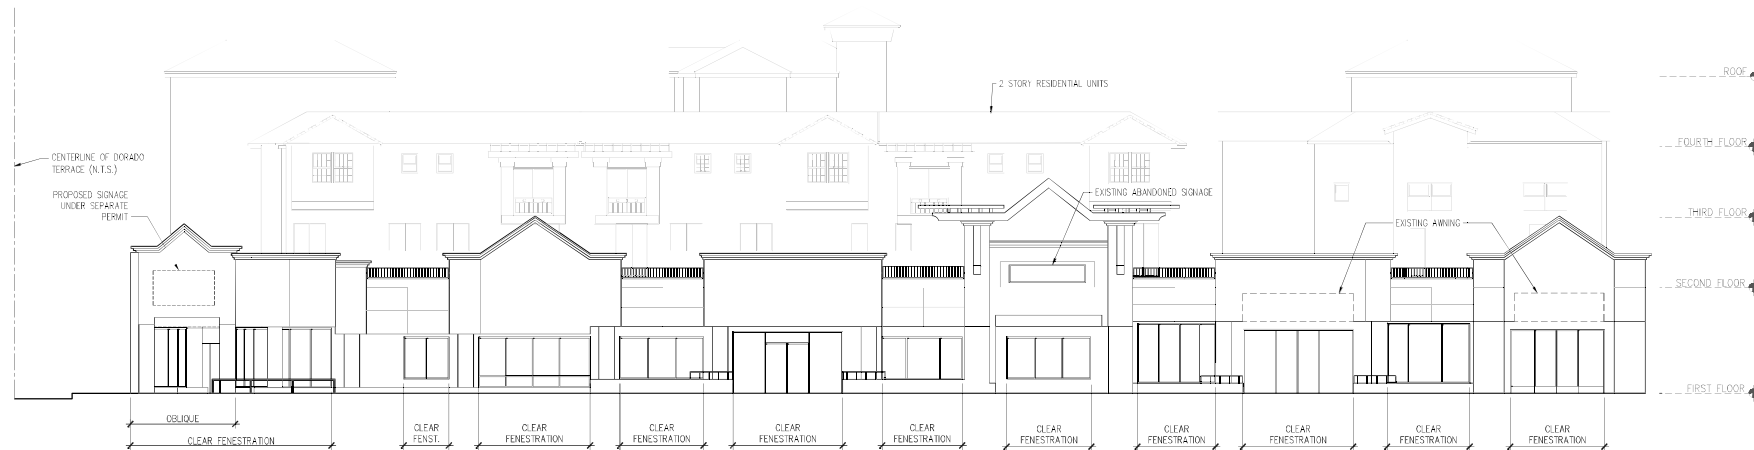 ROOF
2 STORY RESIDENTIAL UNITS
FOURTH FLOOR
CENTERLINE OF DORADO
TERRACE (N.T.S.)
PROPOSED SIGNAGE
UNDER SEPARATE
PERMIT
EXISTING ABANDONED SIGNAGE
THIRD FLOOR
EXISTING AWNING
SECOND FLOOR
FIRST FLOOR
OBLIQUE
CLEAR FENESTRATION
CLEAR
FENST.
CLEAR
FENESTRATION
CLEAR
FENESTRATION
CLEAR
FENESTRATION
CLEAR
FENESTRATION
CLEAR
FENESTRATION
CLEAR
FENESTRATION
CLEAR
FENESTRATION
CLEAR
FENESTRATION
CLEAR
FENESTRATION